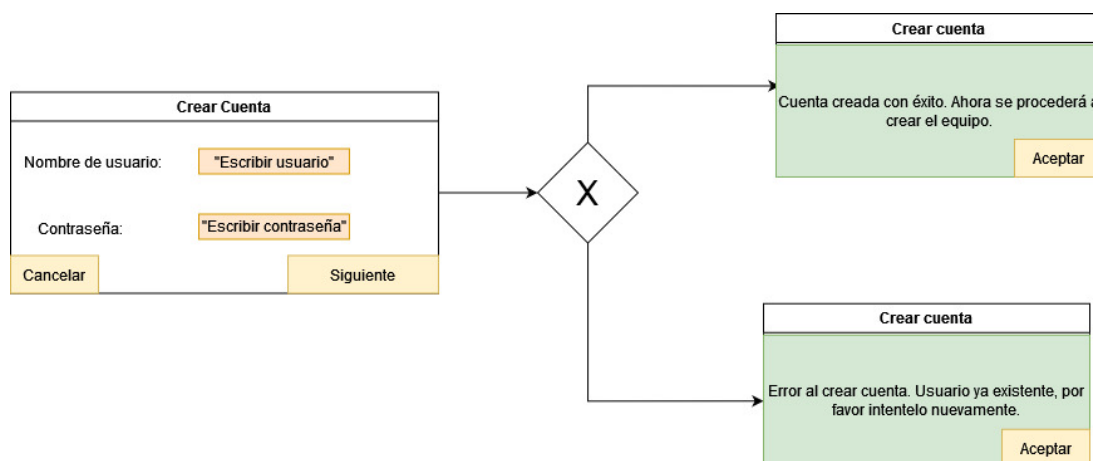 Crear cuenta
Cuenta creada con éxito. Ahora se procederá a
crear el equipo.
Aceptar
Crear Cuenta
Nombre de usuario:
"Escribir usuario"
Contraseña:
"Escribir contraseña"
Cancelar
Siguiente
X
Crear cuenta
Error al crear cuenta. Usuario ya existente, por
favor intentelo nuevamente.
Aceptar